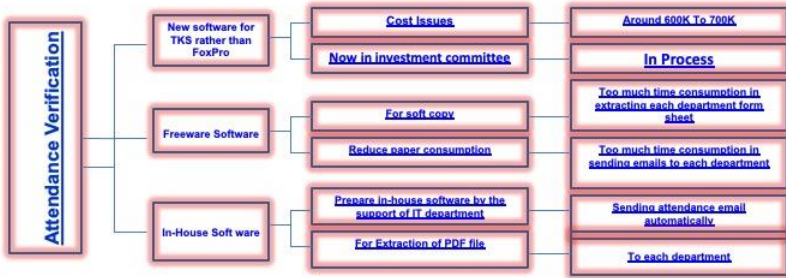 Attendance Verification
New software for
TKS rather than
FoxPro
Cost Issues
Around 600K To 700K
Now in investment committee
In Process
Freeware Software
For soft copy
Too much time consumption in
extracting each department form
sheet
Reduce paper consumption
Too much time consumption in
sending emails to each department
In-House Soft ware
Prepare in-house software by the
support of IT department
Sending attendance email
automatically
For Extraction of PDF file
To each department